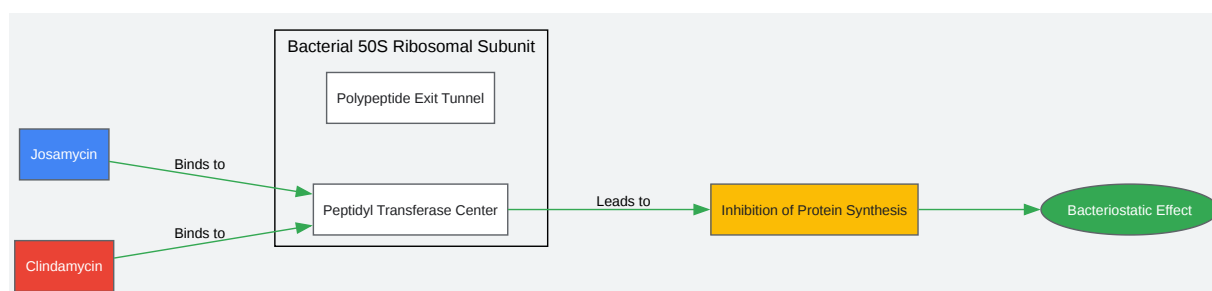 Bacterial 50S Ribosomal Subunit
Polypeptide Exit Tunnel
Josamycin
Binds to
Peptidyl Transferase Center
Leads to
Inhibition of Protein Synthesis
Bacteriostatic Effect
Binds to
Clindamycin